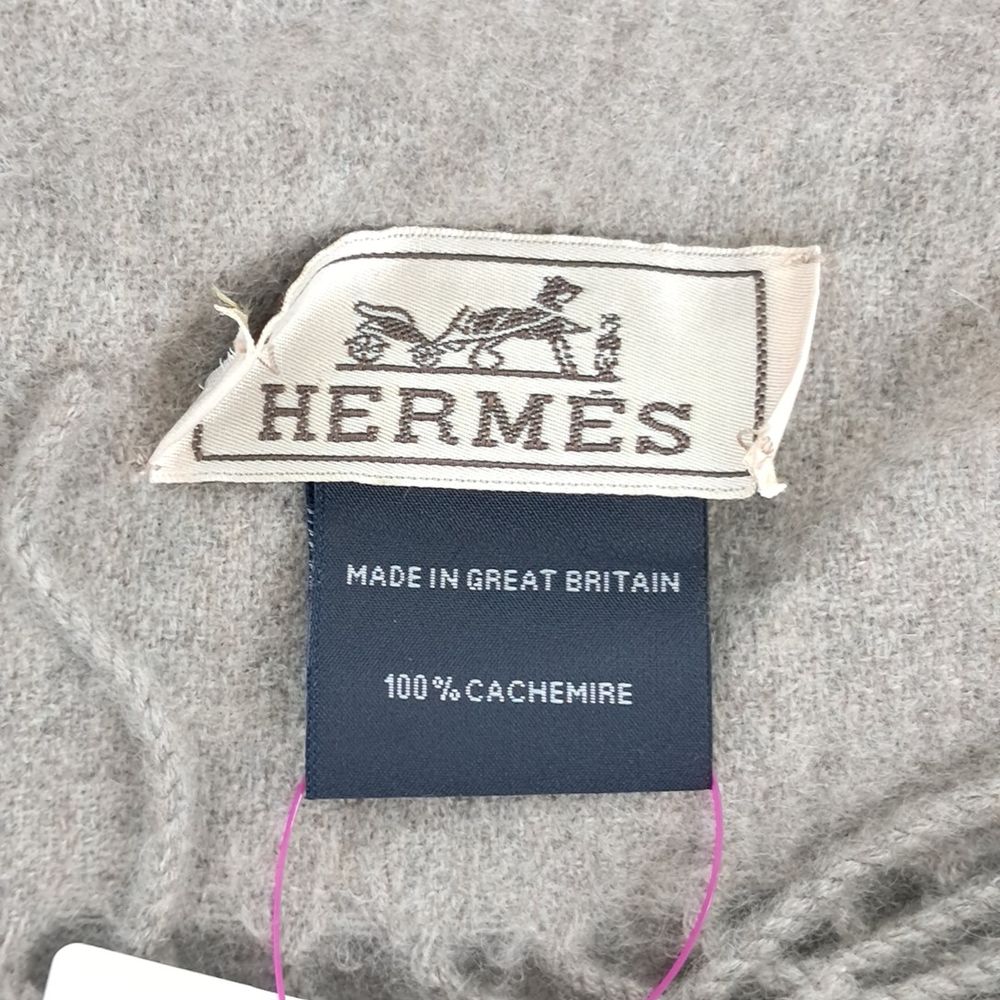 HERMÈS
MADE IN GREAT BRITAIN
100% CACHEMIRE